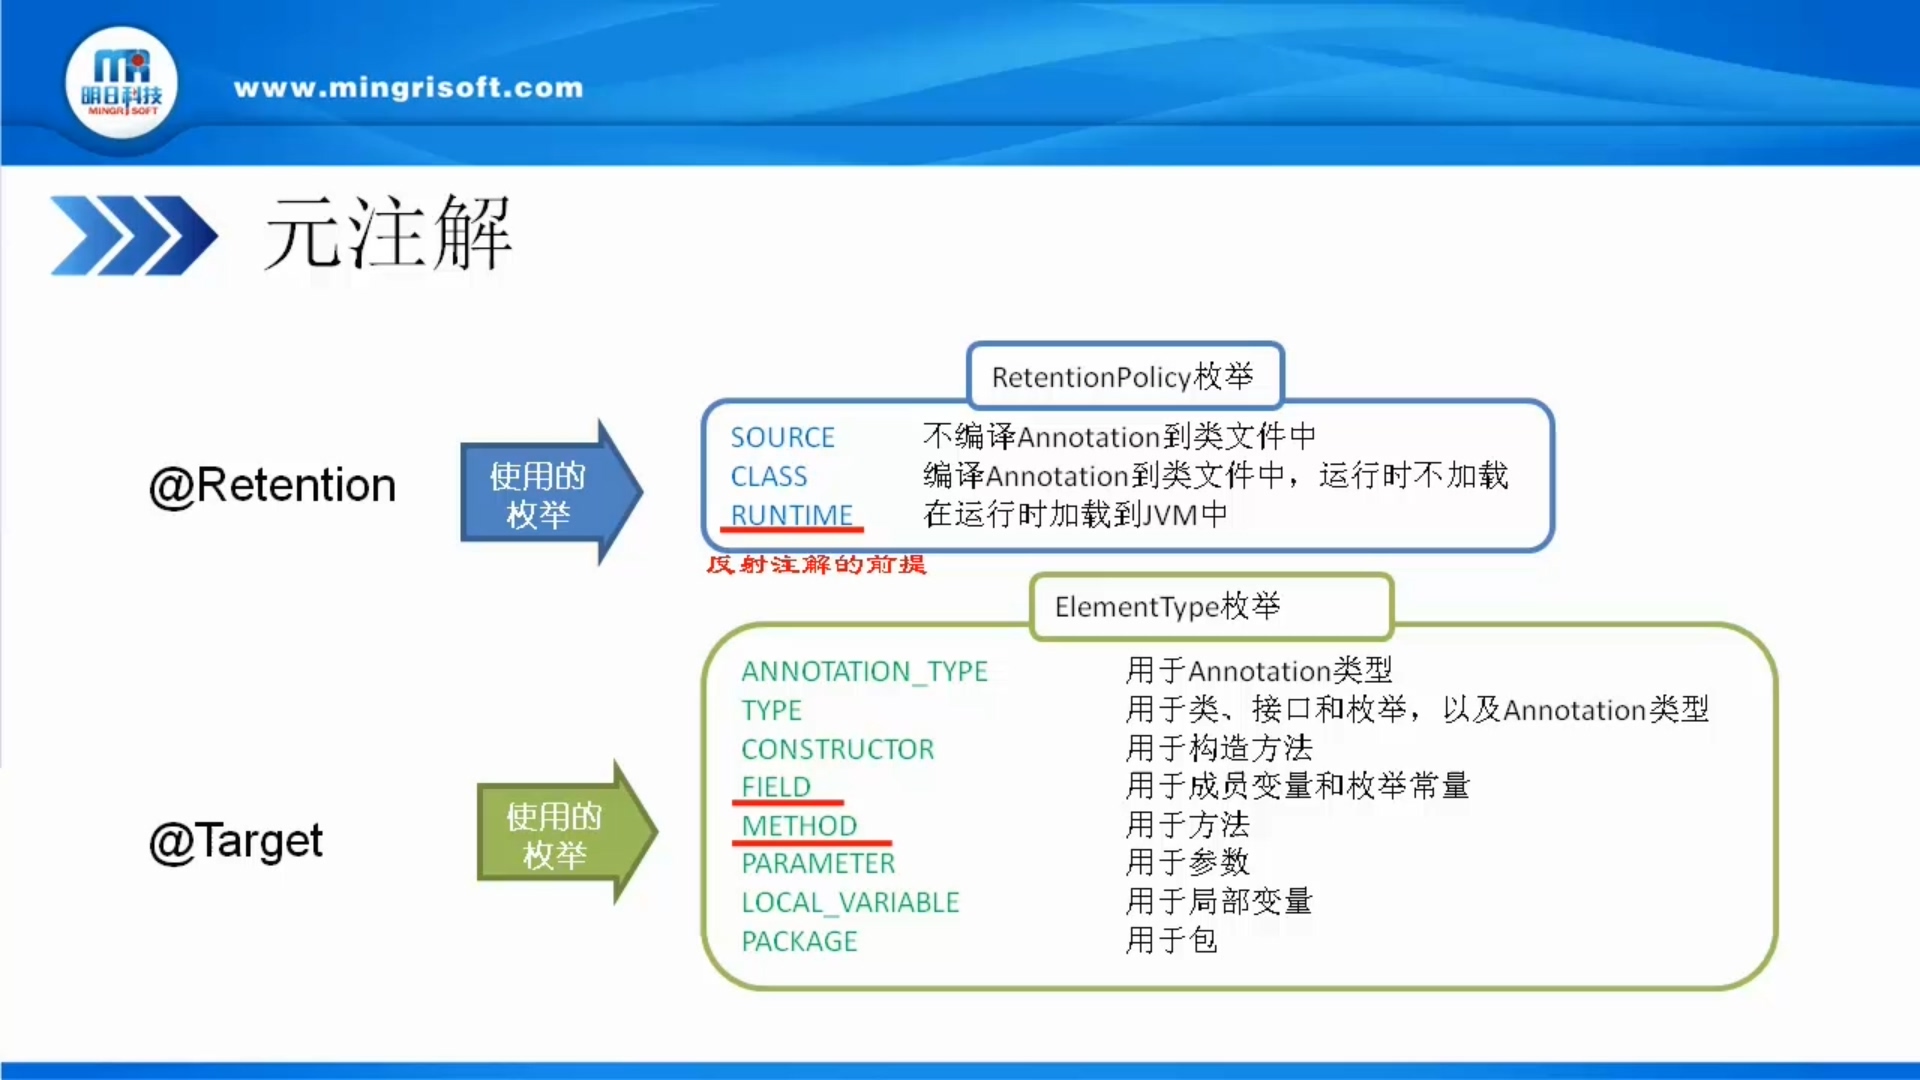 明日科技
MINGRISOFT
www.mingrisoft.com
元注解
RetentionPolicy枚举
@Retention
使用的
枚举
SOURCE 不编译Annotation到类文件中
CLASS 编译Annotation到类文件中，运行时不加载
RUNTIME 在运行时加载到JVM中
反射注解的前提
ElementType枚举
@Target
使用的
枚举
ANNOTATION_TYPE 用于Annotation类型
TYPE 用于类、接口和枚举，以及Annotation类型
CONSTRUCTOR 用于构造方法
FIELD 用于成员变量和枚举常量
METHOD 用于方法
PARAMETER 用于参数
LOCAL_VARIABLE 用于局部变量
PACKAGE 用于包